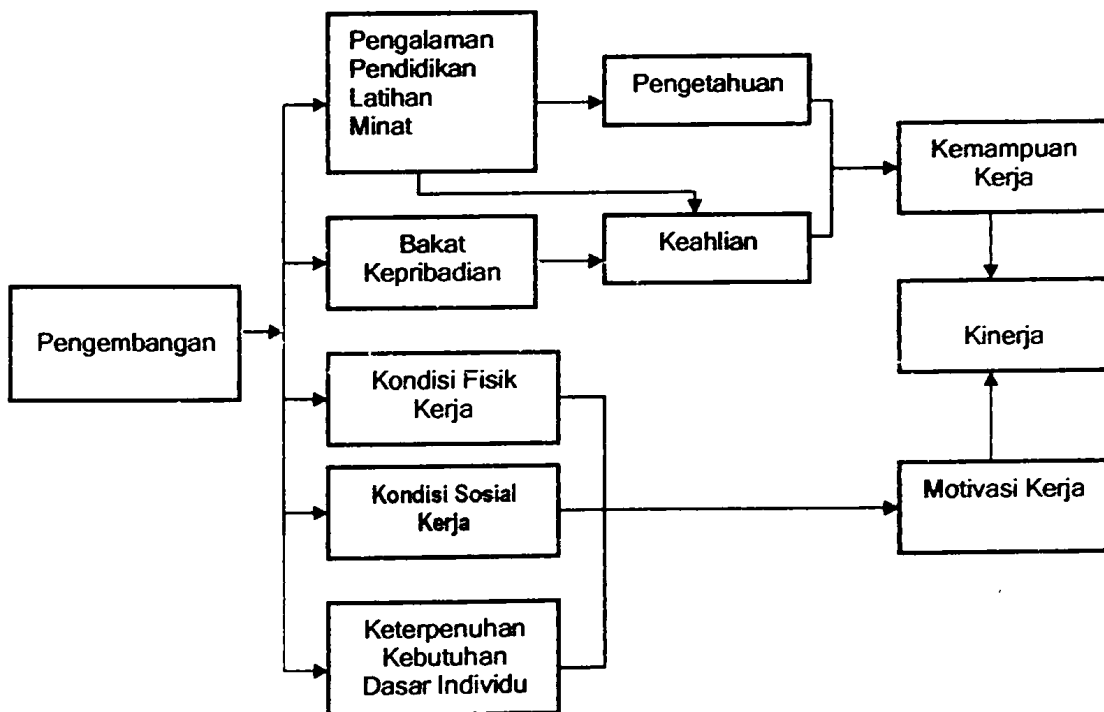 Pengalaman
Pendidikan
Latihan
Minat
Pengetahuan
Kemampuan
Kerja
Bakat
Kepribadian
Keahlian
Pengembangan
Kinerja
Kondisi Fisik
Kerja
Kondisi Sosial
Kerja
Motivasi Kerja
Keterpenuhan
Kebutuhan
Dasar Individu